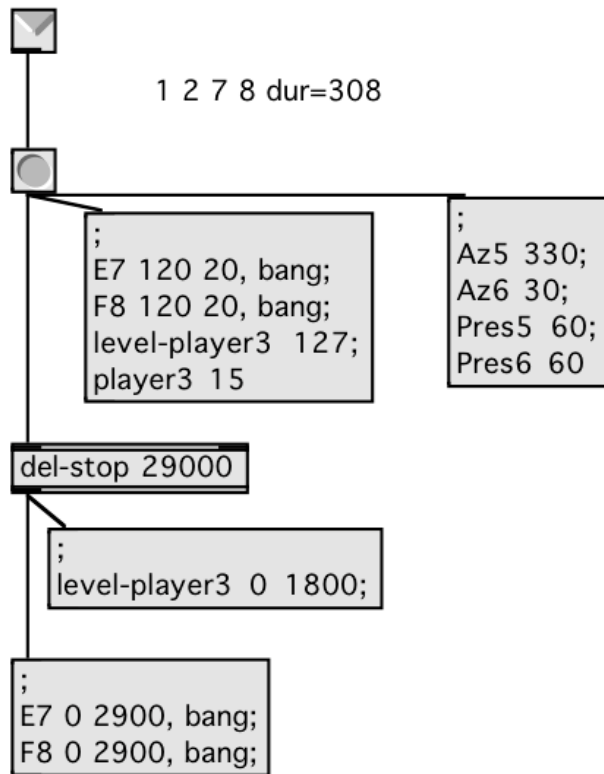 1 2 7 8 dur=308
;
E7 120 20, bang;
F8 120 20, bang;
level-player3 127;
player3 15
;
Az5 330;
Az6 30;
Pres5 60;
Pres6 60
del-stop 29000
;
level-player3 0 1800;
;
E7 0 2900, bang;
F8 0 2900, bang;